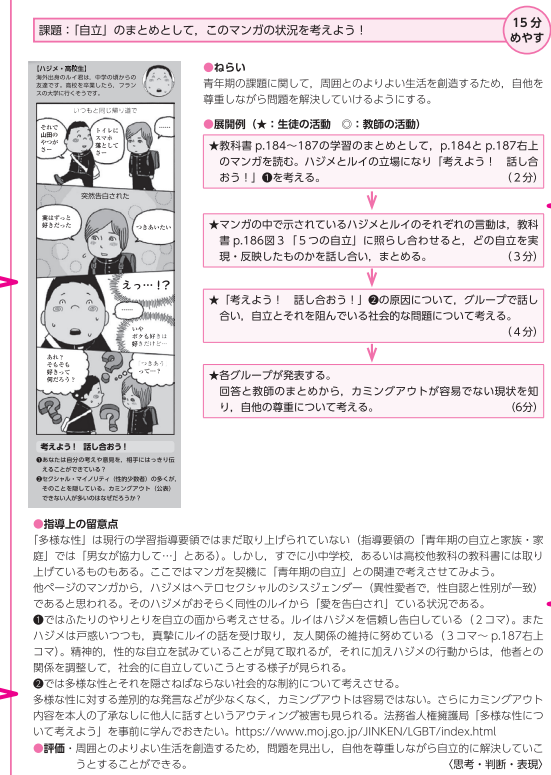 課題：「自立」のまとめとして，このマンガの状況を考えよう！
15分
めやす
【ハジメ・高校生】
海外出身のルイ君は，中学の頃からの
友達です。高校を卒業したら，フラン
スの大学に行くそうです。
いつもと同じ帰り道で
それで
山田の
やつが
さー
トイレに
スマホ
落として
さー
……
突然告白された
実はずっと
好きだった
つきあいたい
えっ…！？
……
いや
ボクも好きは
好きだけど…
あれ？
そもそも
好きって
何だろう？
つきあう
って…？
考えよう！ 話し合おう！
❶あなたは自分の考えや意見を，相手にはっきり伝
えることができている？
❷セクシャル・マイノリティ（性的少数者）の多くが，
そのことを隠している。カミングアウト（公表）
できない人が多いのはなぜだろうか？
●ねらい
青年期の課題に関して，周囲とのよりよい生活を創造するため，自他を
尊重しながら問題を解決していけるようにする。
●展開例（★：生徒の活動 ◎：教師の活動）
★教科書 p.184～187の学習のまとめとして，p.184と p.187右上
のマンガを読む。ハジメとルイの立場になり「考えよう！ 話し合
おう！」❶を考える。 （2分）
★マンガの中で示されているハジメとルイのそれぞれの言動は，教科
書 p.186図3「5つの自立」に照らし合わせると，どの自立を実
現・反映したものかを話し合い，まとめる。 （3分）
★「考えよう！ 話し合おう！」❷の原因について，グループで話し
合い，自立とそれを阻んでいる社会的な問題について考える。
（4分）
★各グループが発表する。
回答と教師のまとめから，カミングアウトが容易でない現状を知
り，自他の尊重について考える。 （6分）
●指導上の留意点
「多様な性」は現行の学習指導要領ではまだ取り上げられていない（指導要領の「青年期の自立と家族・家
庭」では「男女が協力して…」とある）。しかし，すでに小中学校，あるいは高校他教科の教科書には取り
上げているものもある。ここではマンガを契機に「青年期の自立」との関連で考えさせてみよう。
他ページのマンガから，ハジメはヘテロセクシャルのシスジェンダー（異性愛者で，性自認と性別が一致）
であると思われる。そのハジメがおそらく同性のルイから「愛を告白され」ている状況である。
❶ではふたりのやりとりを自立の面から考えさせる。ルイはハジメを信頼し告白している（2コマ）。また
ハジメは戸惑いつつも，真摯にルイの話を受け取り，友人関係の維持に努めている（3コマ～ p.187右上
コマ）。精神的，性的な自立を試みていることが見て取れるが，それに加えハジメの行動からは，他者との
関係を調整して，社会的に自立していこうとする様子が見られる。
❷では多様な性とそれを隠さねばならない社会的な制約について考えさせる。
多様な性に対する差別的な発言などが少なくなく，カミングアウトは容易ではない。さらにカミングアウト
内容を本人の了承なしに他人に話すというアウティング被害も見られる。法務省人権擁護局「多様な性につ
いて考えよう」を事前に学んでおきたい。https://www.moj.go.jp/JINKEN/LGBT/index.html
●評価・周囲とのよりよい生活を創造するため，問題を見出し，自他を尊重しながら自立的に解決していこ
うとすることができる。 〈思考・判断・表現〉